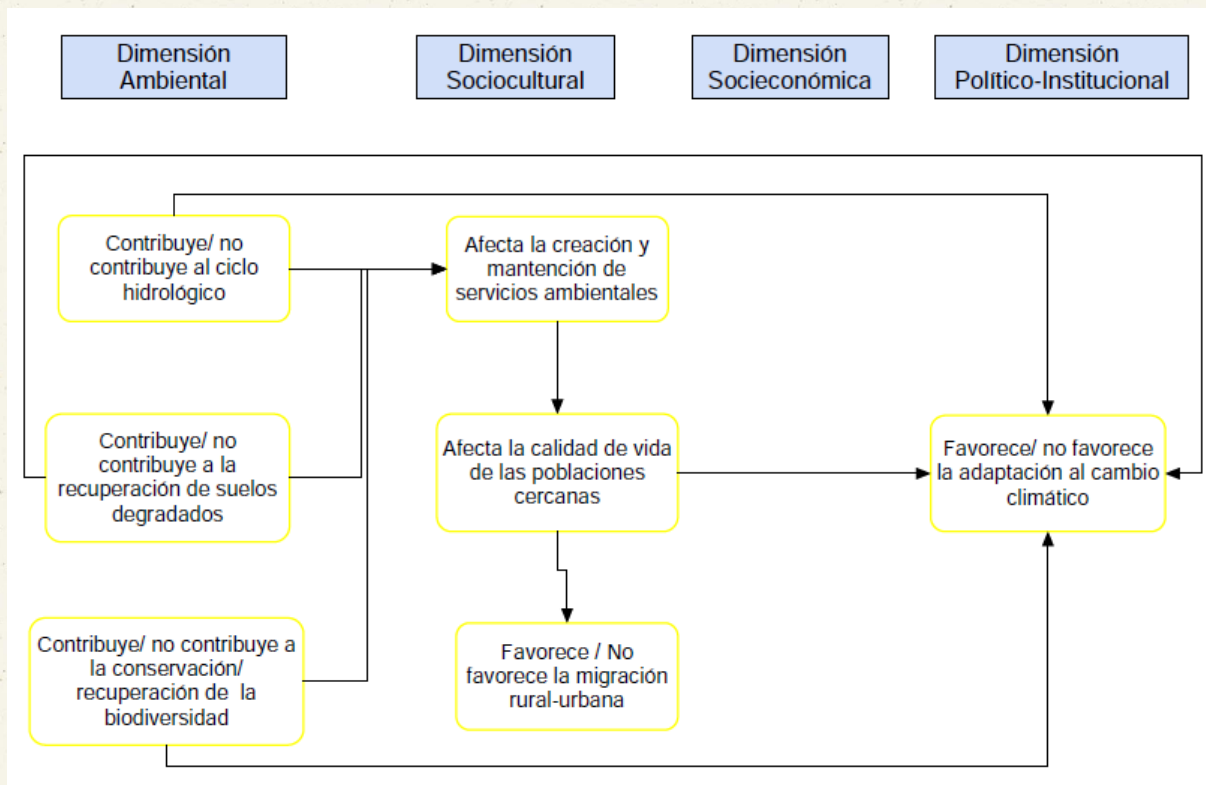 Dimensión
Ambiental
Dimensión
Sociocultural
Dimensión
Socieconómica
Dimensión
Político-Institucional
Contribuye/ no
contribuye al ciclo
hidrológico
Afecta la creación y
mantención de
servicios ambientales
Contribuye/ no
contribuye a la
recuperación de suelos
degradados
Afecta la calidad de vida
de las poblaciones
cercanas
Favorece/ no favorece
la adaptación al cambio
climático
Contribuye/ no contribuye a
la conservación/
recuperación de la
biodiversidad
Favorece / No
favorece la migración
rural-urbana